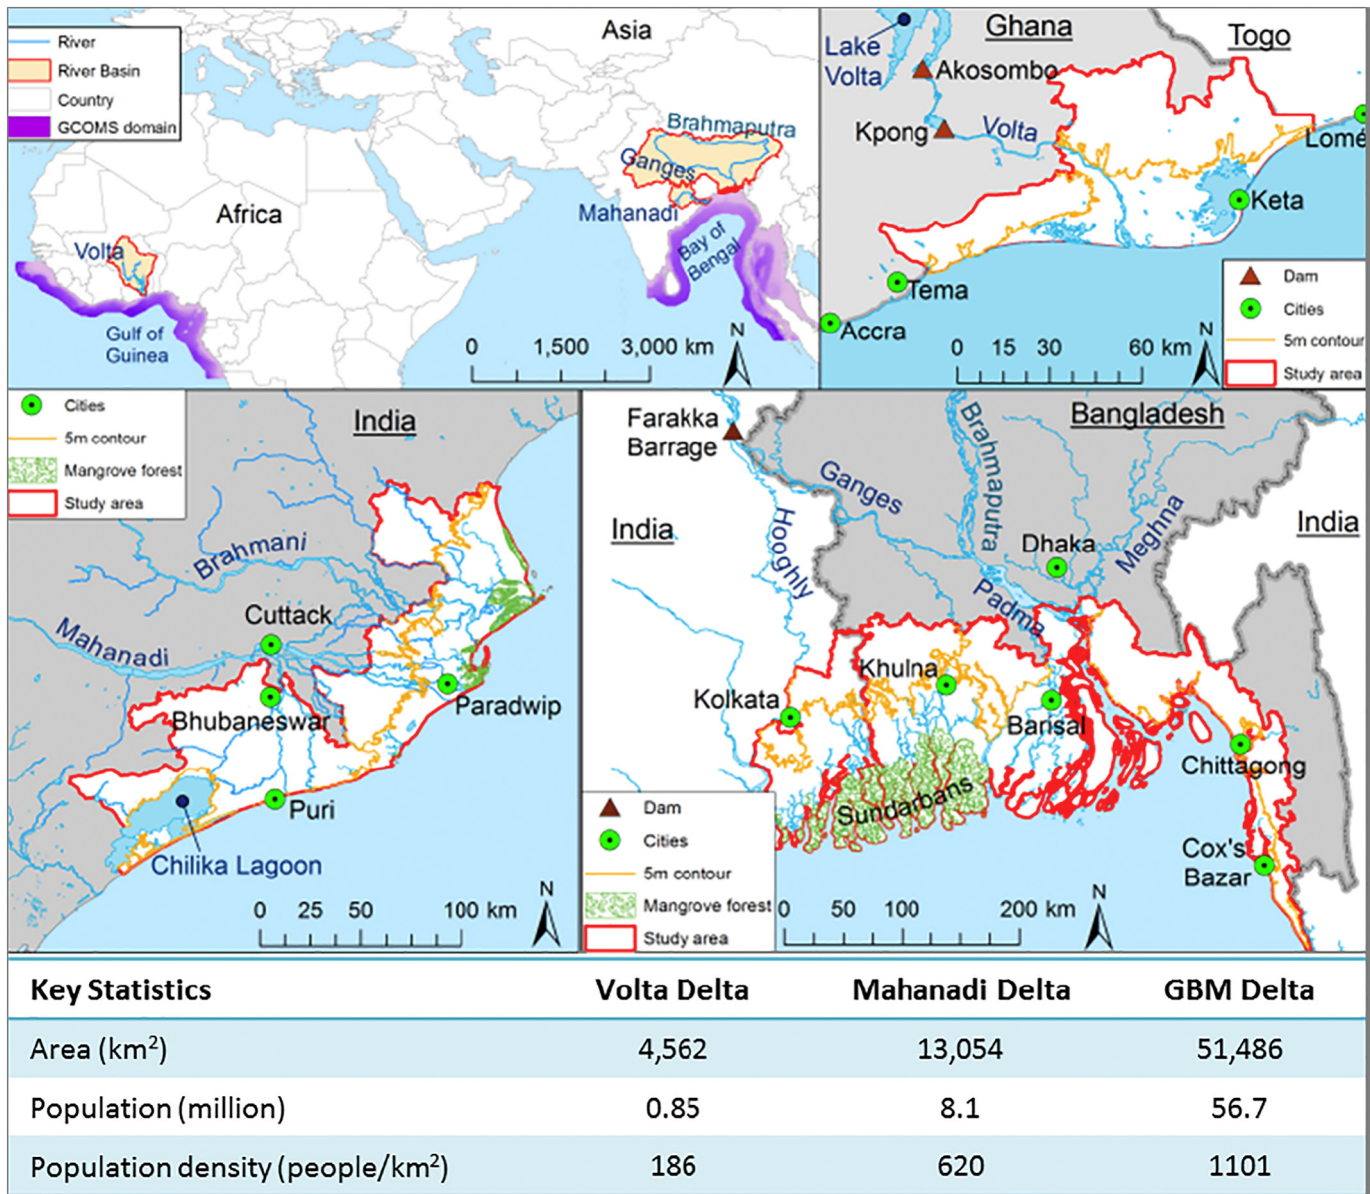 River
River Basin
Country
GCOMS domain
Asia
Africa
Brahmaputra
Ganges
Mahanadi
Bay of
Bengal
Volta
Gulf of
Guinea
N
0 1,500 3,000 km
Ghana
Togo
Lake
Volta
Akosombo
Kpong
Volta
Lomé
Keta
Tema
Accra
N
0 15 30 60 km
Dam
Cities
5m contour
Study area
Cities
5m contour
Mangrove forest
Study area
India
Brahmani
Cuttack
Mahanadi
Bhubaneswar
Paradwip
Puri
Chilika Lagoon
N
0 25 50 100 km
Farakka
Barrage
Bangladesh
Brahmaputra
Ganges
India
Hooghly
Meghna
India
Dhaka
Padma
Khulna
Kolkata
Barisal
Chittagong
Sundarbans
Cox's
Bazar
Dam
Cities
5m contour
Mangrove forest
Study area
N
0 50 100 200 km
Key Statistics Volta Delta Mahanadi Delta GBM Delta
Area (km²) 4,562 13,054 51,486
Population (million) 0.85 8.1 56.7
Population density (people/km²) 186 620 1101